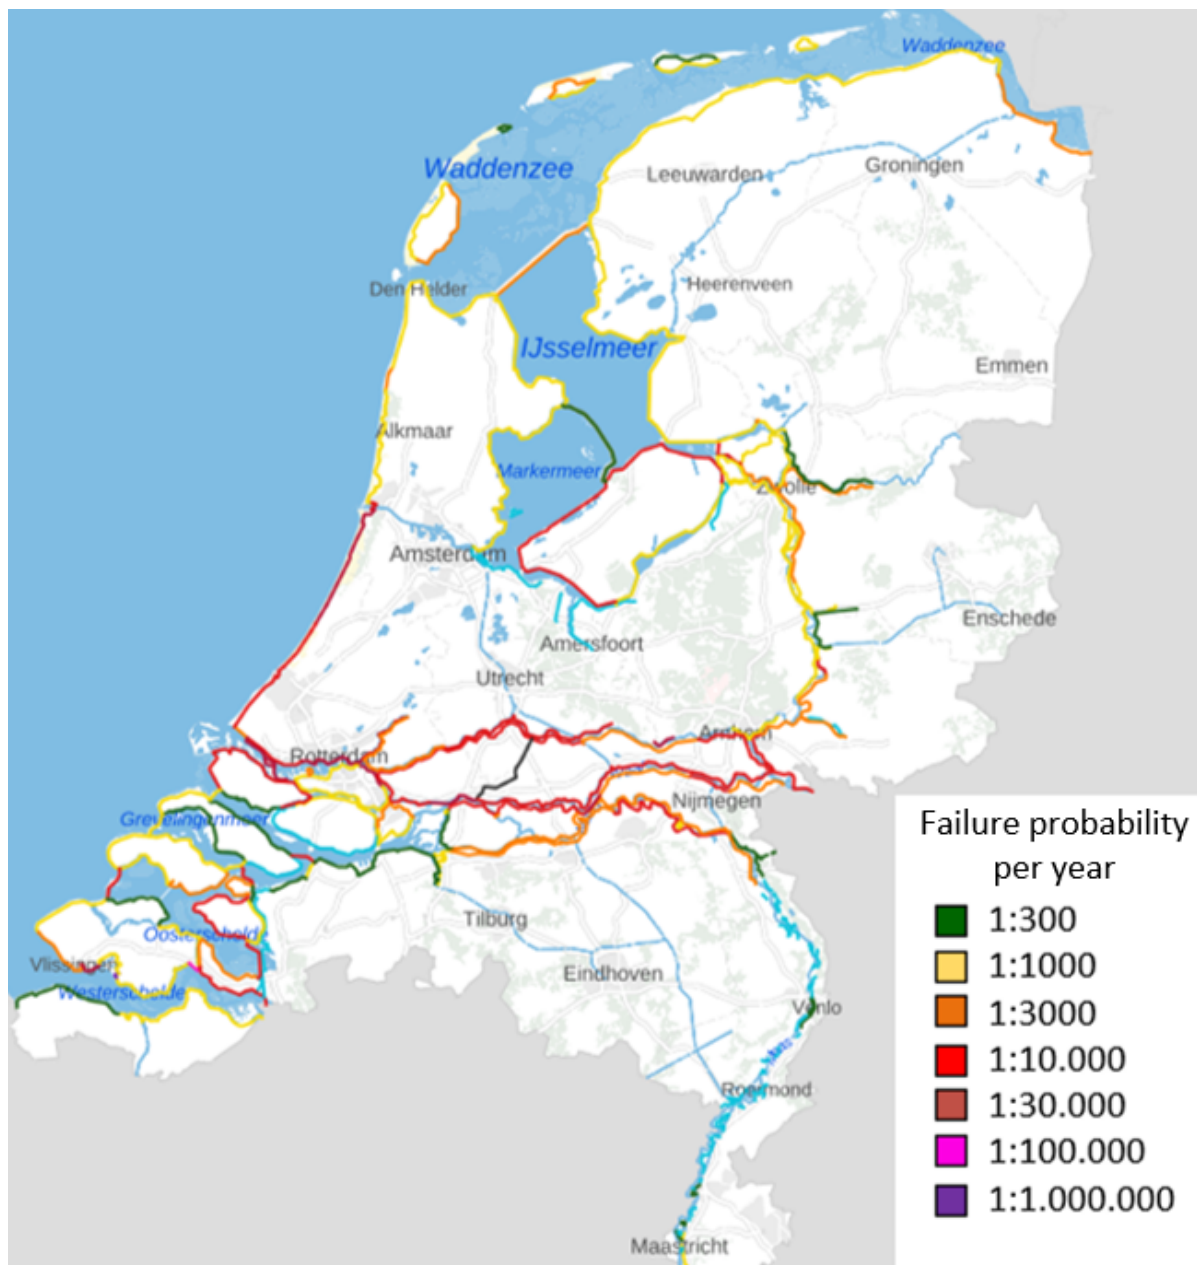 Waddenzee
Waddenzee
Leeuwarden
Groningen
Den Helder
Heerenveen
IJsselmeer
Emmen
Alkmaar
Markermeer
Zwolle
Amsterdam
Enschede
Amersfoort
Utrecht
Arnhem
Rotterdam
Nijmegen
Grevelingenmeer
Failure probability
per year
1:300
1:1000
1:3000
1:10.000
1:30.000
1:100.000
1:1.000.000
Tilburg
Oosterschelde
Vlissingen
Eindhoven
Westerschelde
Venlo
Maas
Roermond
Maastricht